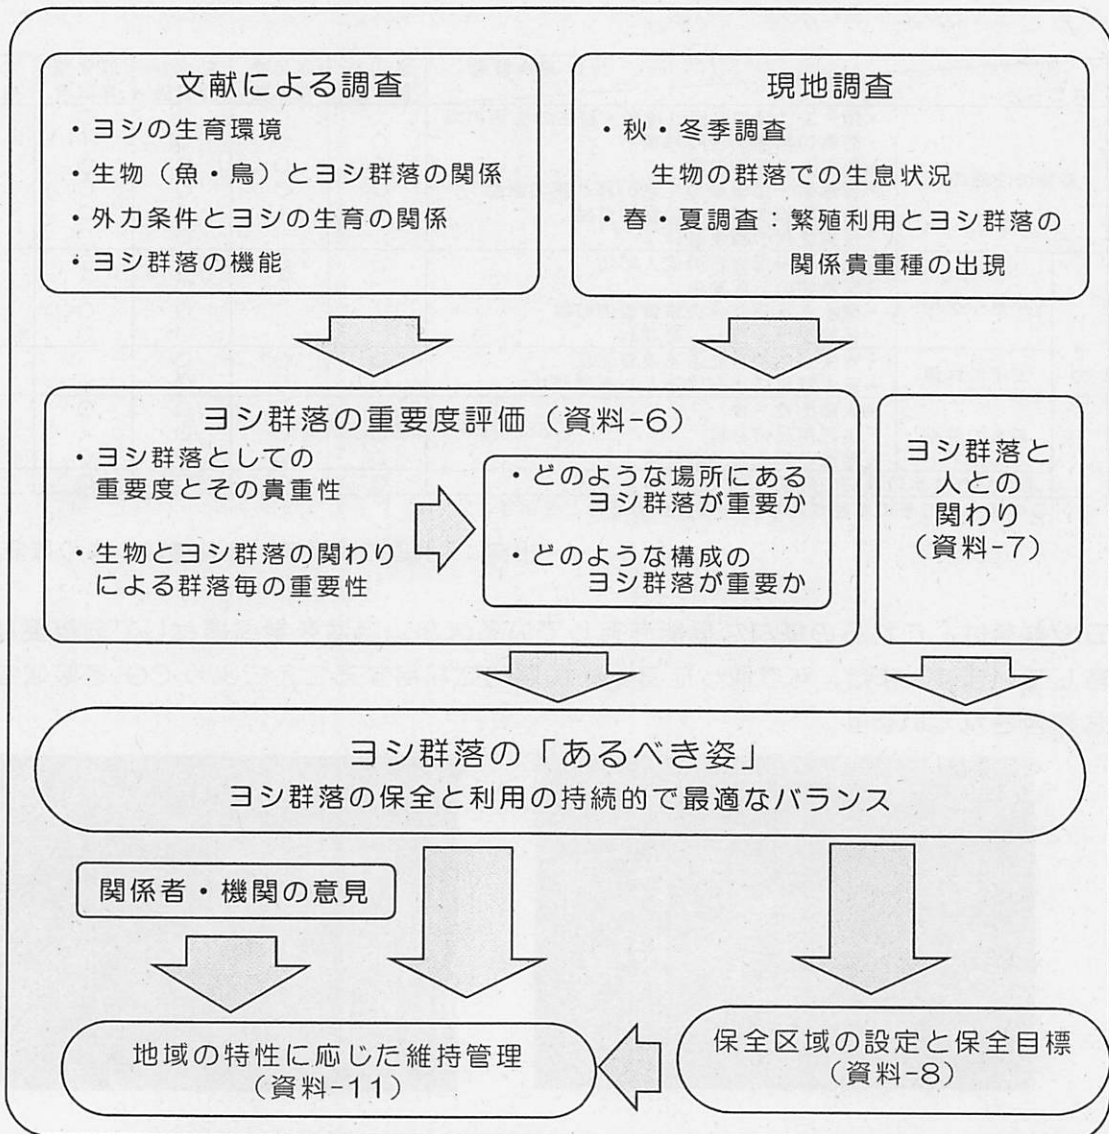 文献による調査
・ヨシの生育環境
・生物（魚・鳥）とヨシ群落の関係
・外力条件とヨシの生育の関係
・ヨシ群落の機能
現地調査
・秋・冬季調査
生物の群落での生息状況
・春・夏調査：繁殖利用とヨシ群落の
関係貴重種の出現
ヨシ群落の重要度評価（資料-6）
・ヨシ群落としての
重要度とその貴重性
・生物とヨシ群落の関わり
による群落毎の重要性
・どのような場所にある
ヨシ群落が重要か
・どのような構成の
ヨシ群落が重要か
ヨシ群落と
人との
関わり
（資料-7）
ヨシ群落の「あるべき姿」
ヨシ群落の保全と利用の持続的で最適なバランス
関係者・機関の意見
地域の特性に応じた維持管理
（資料-11）
保全区域の設定と保全目標
（資料-8）